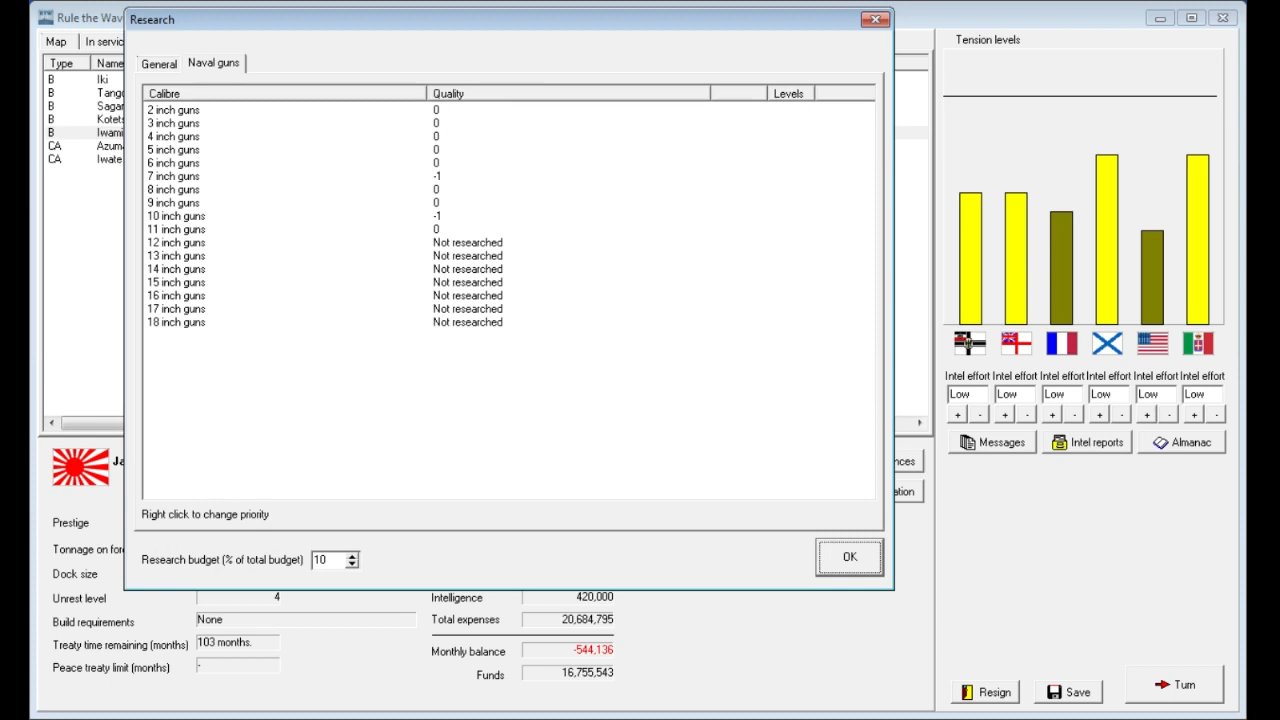 Rule the Wav
Research
Map
In servic
Type
Name
B Iki
B Tango
B Sagar
B Kotets
B Iwami
CA Azuma
CA Iwate
General
Naval guns
Calibre Quality Levels
2 inch guns 0
3 inch guns 0
4 inch guns 0
5 inch guns 0
6 inch guns 0
7 inch guns -1
8 inch guns 0
9 inch guns 0
10 inch guns -1
11 inch guns 0
12 inch guns Not researched
13 inch guns Not researched
14 inch guns Not researched
15 inch guns Not researched
16 inch guns Not researched
17 inch guns Not researched
18 inch guns Not researched
Right click to change priority
Research budget (% of total budget) 10
OK
Tension levels
Intel effort Intel effort Intel effort Intel effort Intel effort Intel effort
Low Low Low Low Low Low
+ - + - + - + - + - + -
Messages Intel reports Almanac
Ja
nces
ation
Prestige
Tonnage on for
Dock size
Unrest level 4
Build requirements None
Treaty time remaining (months) 103 months.
Peace treaty limit (months) -
Intelligence 420,000
Total expenses 20,684,795
Monthly balance -544,136
Funds 16,755,543
Resign Save Turn